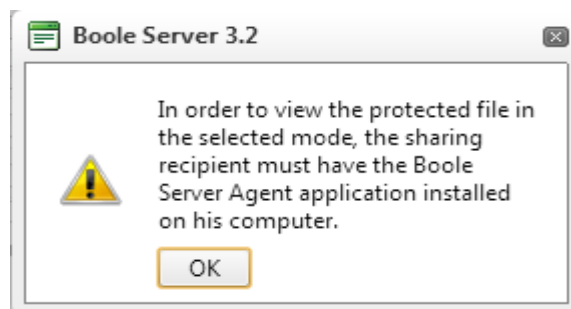 Boole Server 3.2
In order to view the protected file in
the selected mode, the sharing
recipient must have the Boole
Server Agent application installed
on his computer.
OK